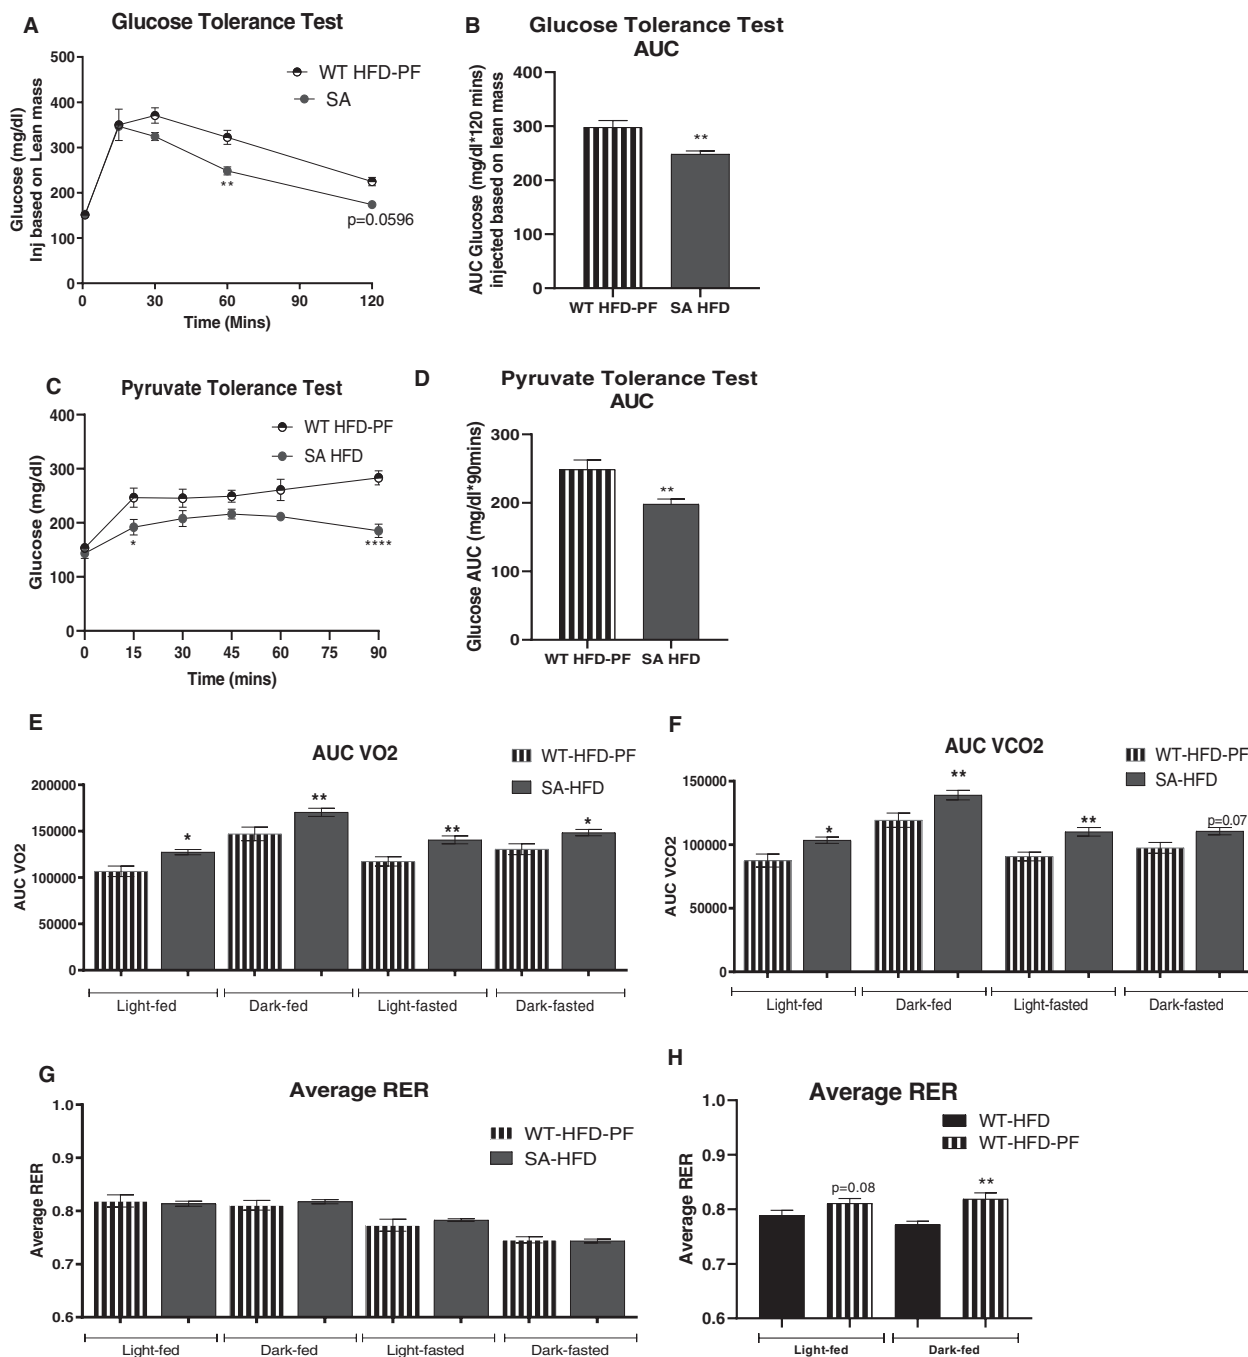 A
Glucose Tolerance Test
Glucose (mg/dl)
Inj based on Lean mass
500
400
300
200
100
0
WT HFD-PF
SA
**
p=0.0596
0 30 60 90 120
Time (Mins)
B
Glucose Tolerance Test
AUC
AUC Glucose (mg/dl*120 mins)
injected based on lean mass
400
300
200
100
0
**
WT HFD-PF SA HFD
C
Pyruvate Tolerance Test
Glucose (mg/dl)
400
300
200
100
0
WT HFD-PF
SA HFD
*
****
0 15 30 45 60 75 90
Time (mins)
D
Pyruvate Tolerance Test
AUC
Glucose AUC (mg/dl*90mins)
300
200
100
0
**
WT HFD-PF SA HFD
E
AUC VO2
WT-HFD-PF
SA-HFD
AUC VO2
200000
150000
100000
50000
0
* ** ** *
Light-fed Dark-fed Light-fasted Dark-fasted
F
AUC VCO2
WT-HFD-PF
SA-HFD
AUC VCO2
150000
100000
50000
0
* ** ** p=0.07
Light-fed Dark-fed Light-fasted Dark-fasted
G
Average RER
WT-HFD-PF
SA-HFD
Average RER
1.0
0.9
0.8
0.7
0.6
Light-fed Dark-fed Light-fasted Dark-fasted
H
Average RER
WT-HFD
WT-HFD-PF
Average RER
1.0
0.9
0.8
0.7
0.6
p=0.08 **
Light-fed Dark-fed